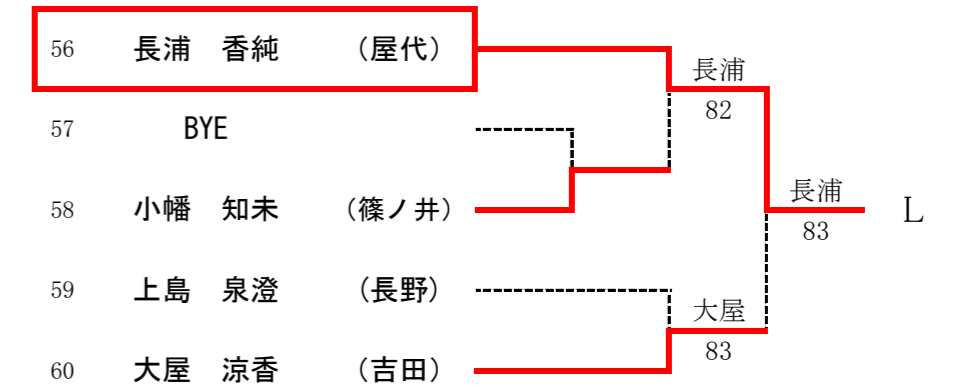 56 長浦 香純 (屋代)
長浦
82
57 BYE
長浦
83
L
58 小幡 知未 (篠ノ井)
59 上島 泉澄 (長野)
大屋
83
60 大屋 涼香 (吉田)